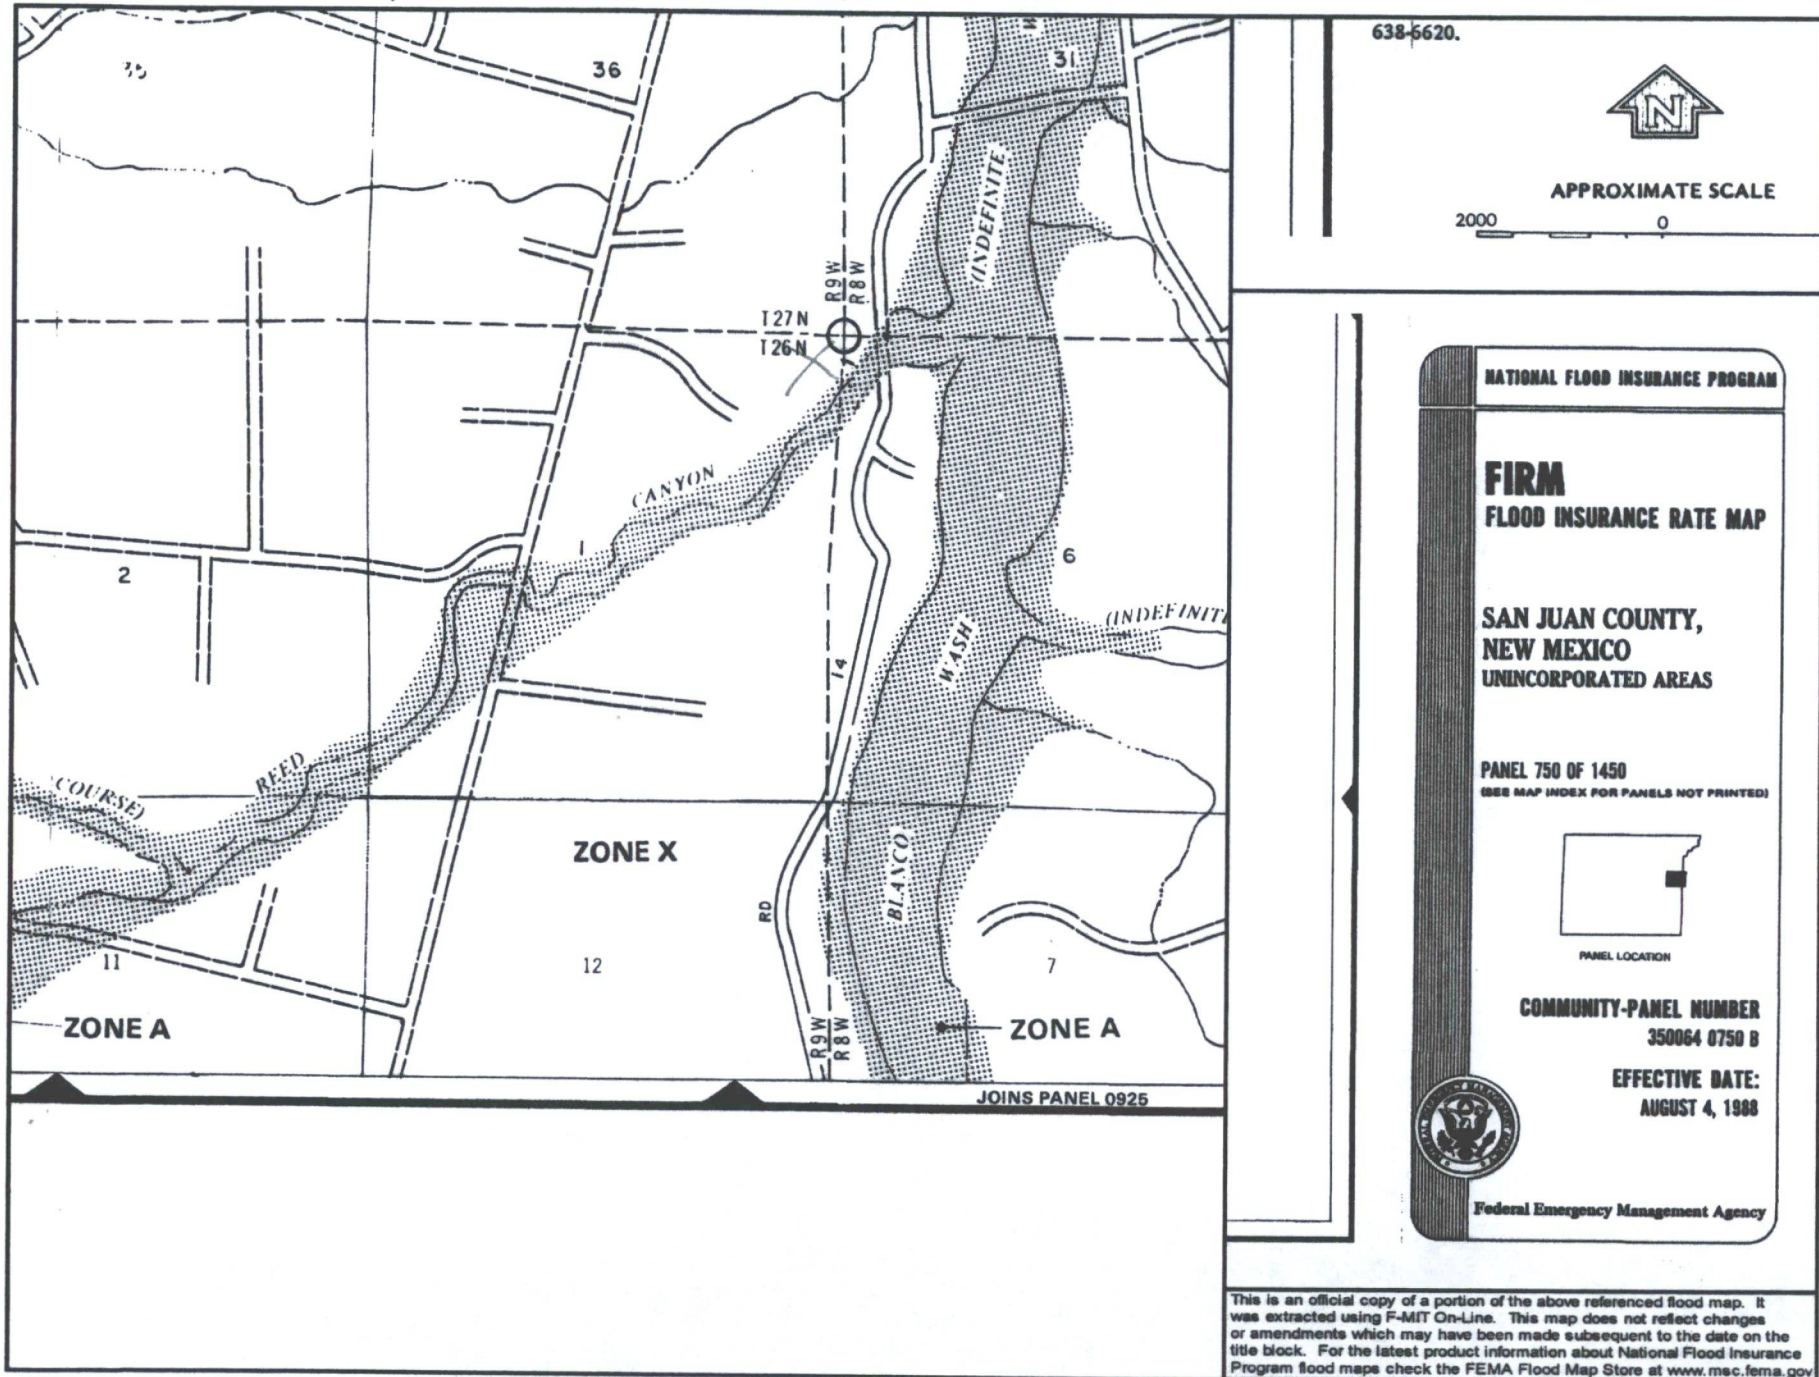 638-6620.
N
APPROXIMATE SCALE
2000 0
NATIONAL FLOOD INSURANCE PROGRAM
FIRM
FLOOD INSURANCE RATE MAP
SAN JUAN COUNTY,
NEW MEXICO
UNINCORPORATED AREAS
PANEL 750 OF 1450
(SEE MAP INDEX FOR PANELS NOT PRINTED)
PANEL LOCATION
COMMUNITY-PANEL NUMBER
350064 0750 B
EFFECTIVE DATE:
AUGUST 4, 1988
Federal Emergency Management Agency
This is an official copy of a portion of the above referenced flood map. It
was extracted using F-MIT On-Line. This map does not reflect changes
or amendments which may have been made subsequent to the date on the
title block. For the latest product information about National Flood Insurance
Program flood maps check the FEMA Flood Map Store at www.msc.fema.gov
35
36
31
(INDEFINITE
R9W
R8W
T27N
T26N
CANYON
1
2
6
(INDEFINITE
WASH
14
REED
COURSE)
ZONE X
BLANCO
RD
11
12
7
ZONE A
R9W
R8W
ZONE A
JOINS PANEL 0925